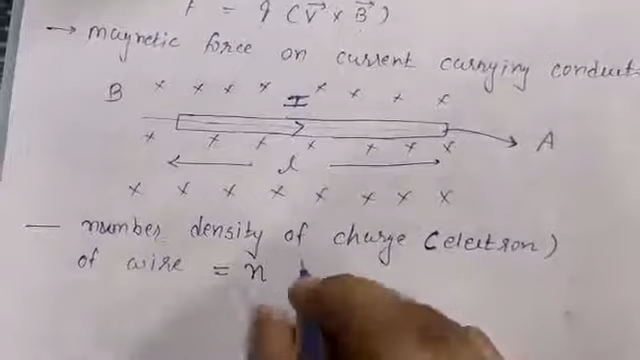 F = q (V⃗ x B⃗)
→ magnetic force on current carrying conduct
B x x x x x x x x
I
A
x x x x x x x
l
x x x x x x x x
— number density of charge (electron)
of wire = n